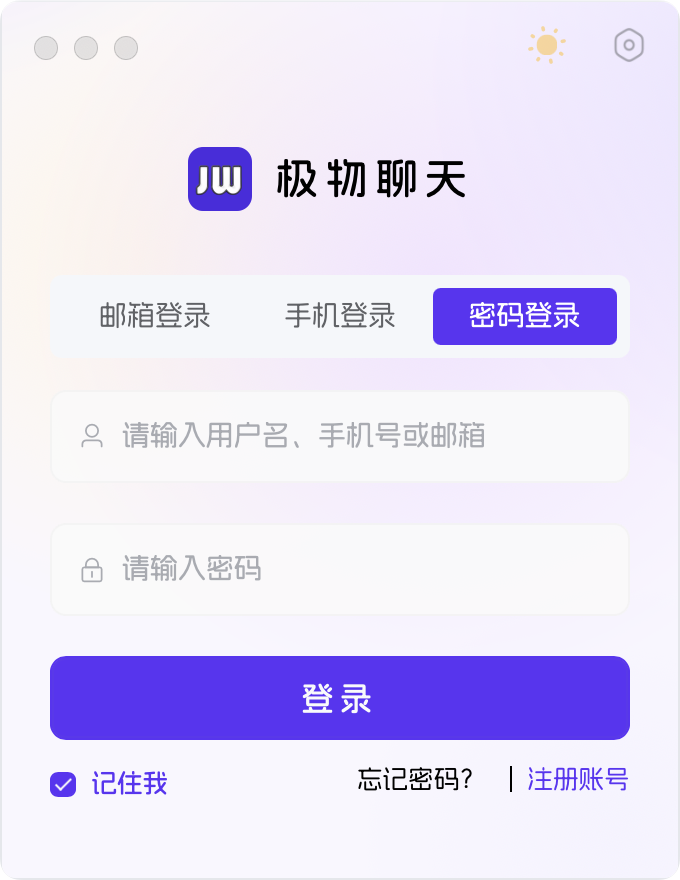 JW 极物聊天
邮箱登录 手机登录 密码登录
请输入用户名、手机号或邮箱
请输入密码
登录
记住我 忘记密码? | 注册账号